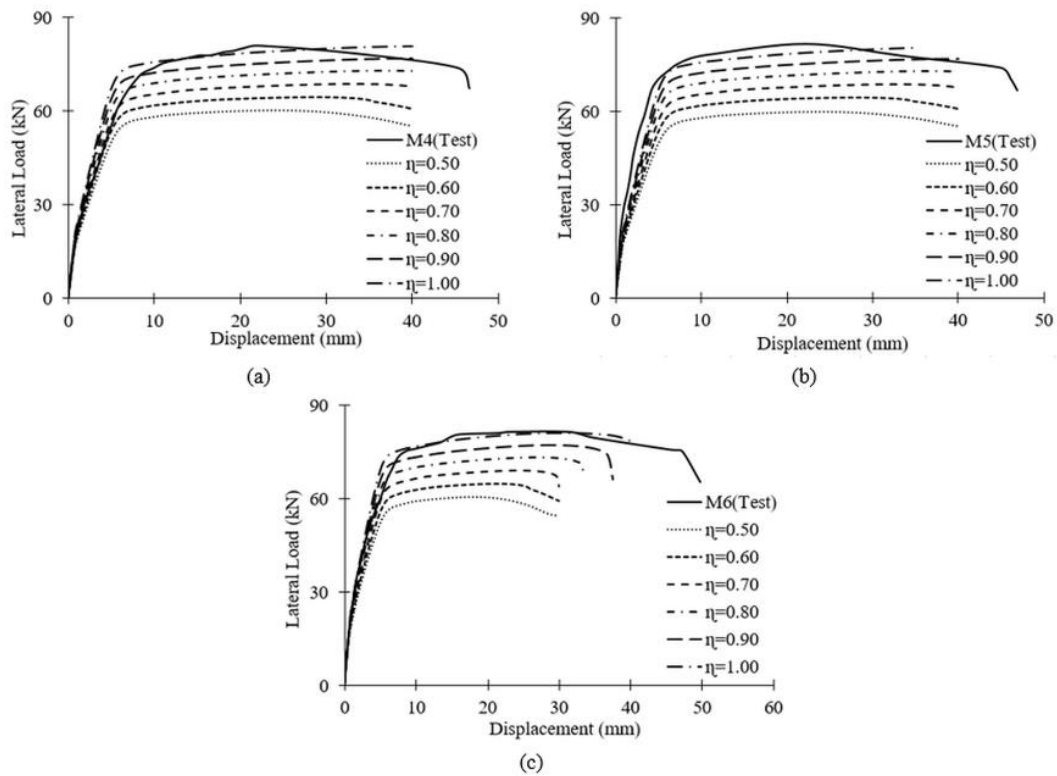 90
60
30
0
Lateral Load (kN)
M4(Test)
ƞ=0.50
ƞ=0.60
ƞ=0.70
ƞ=0.80
ƞ=0.90
ƞ=1.00
0 10 20 30 40 50
Displacement (mm)
(a)
90
60
30
0
Lateral Load (kN)
M5(Test)
ƞ=0.50
ƞ=0.60
ƞ=0.70
ƞ=0.80
ƞ=0.90
ƞ=1.00
0 10 20 30 40 50
Displacement (mm)
(b)
90
60
30
0
Lateral Load (kN)
M6(Test)
ƞ=0.50
ƞ=0.60
ƞ=0.70
ƞ=0.80
ƞ=0.90
ƞ=1.00
0 10 20 30 40 50 60
Displacement (mm)
(c)